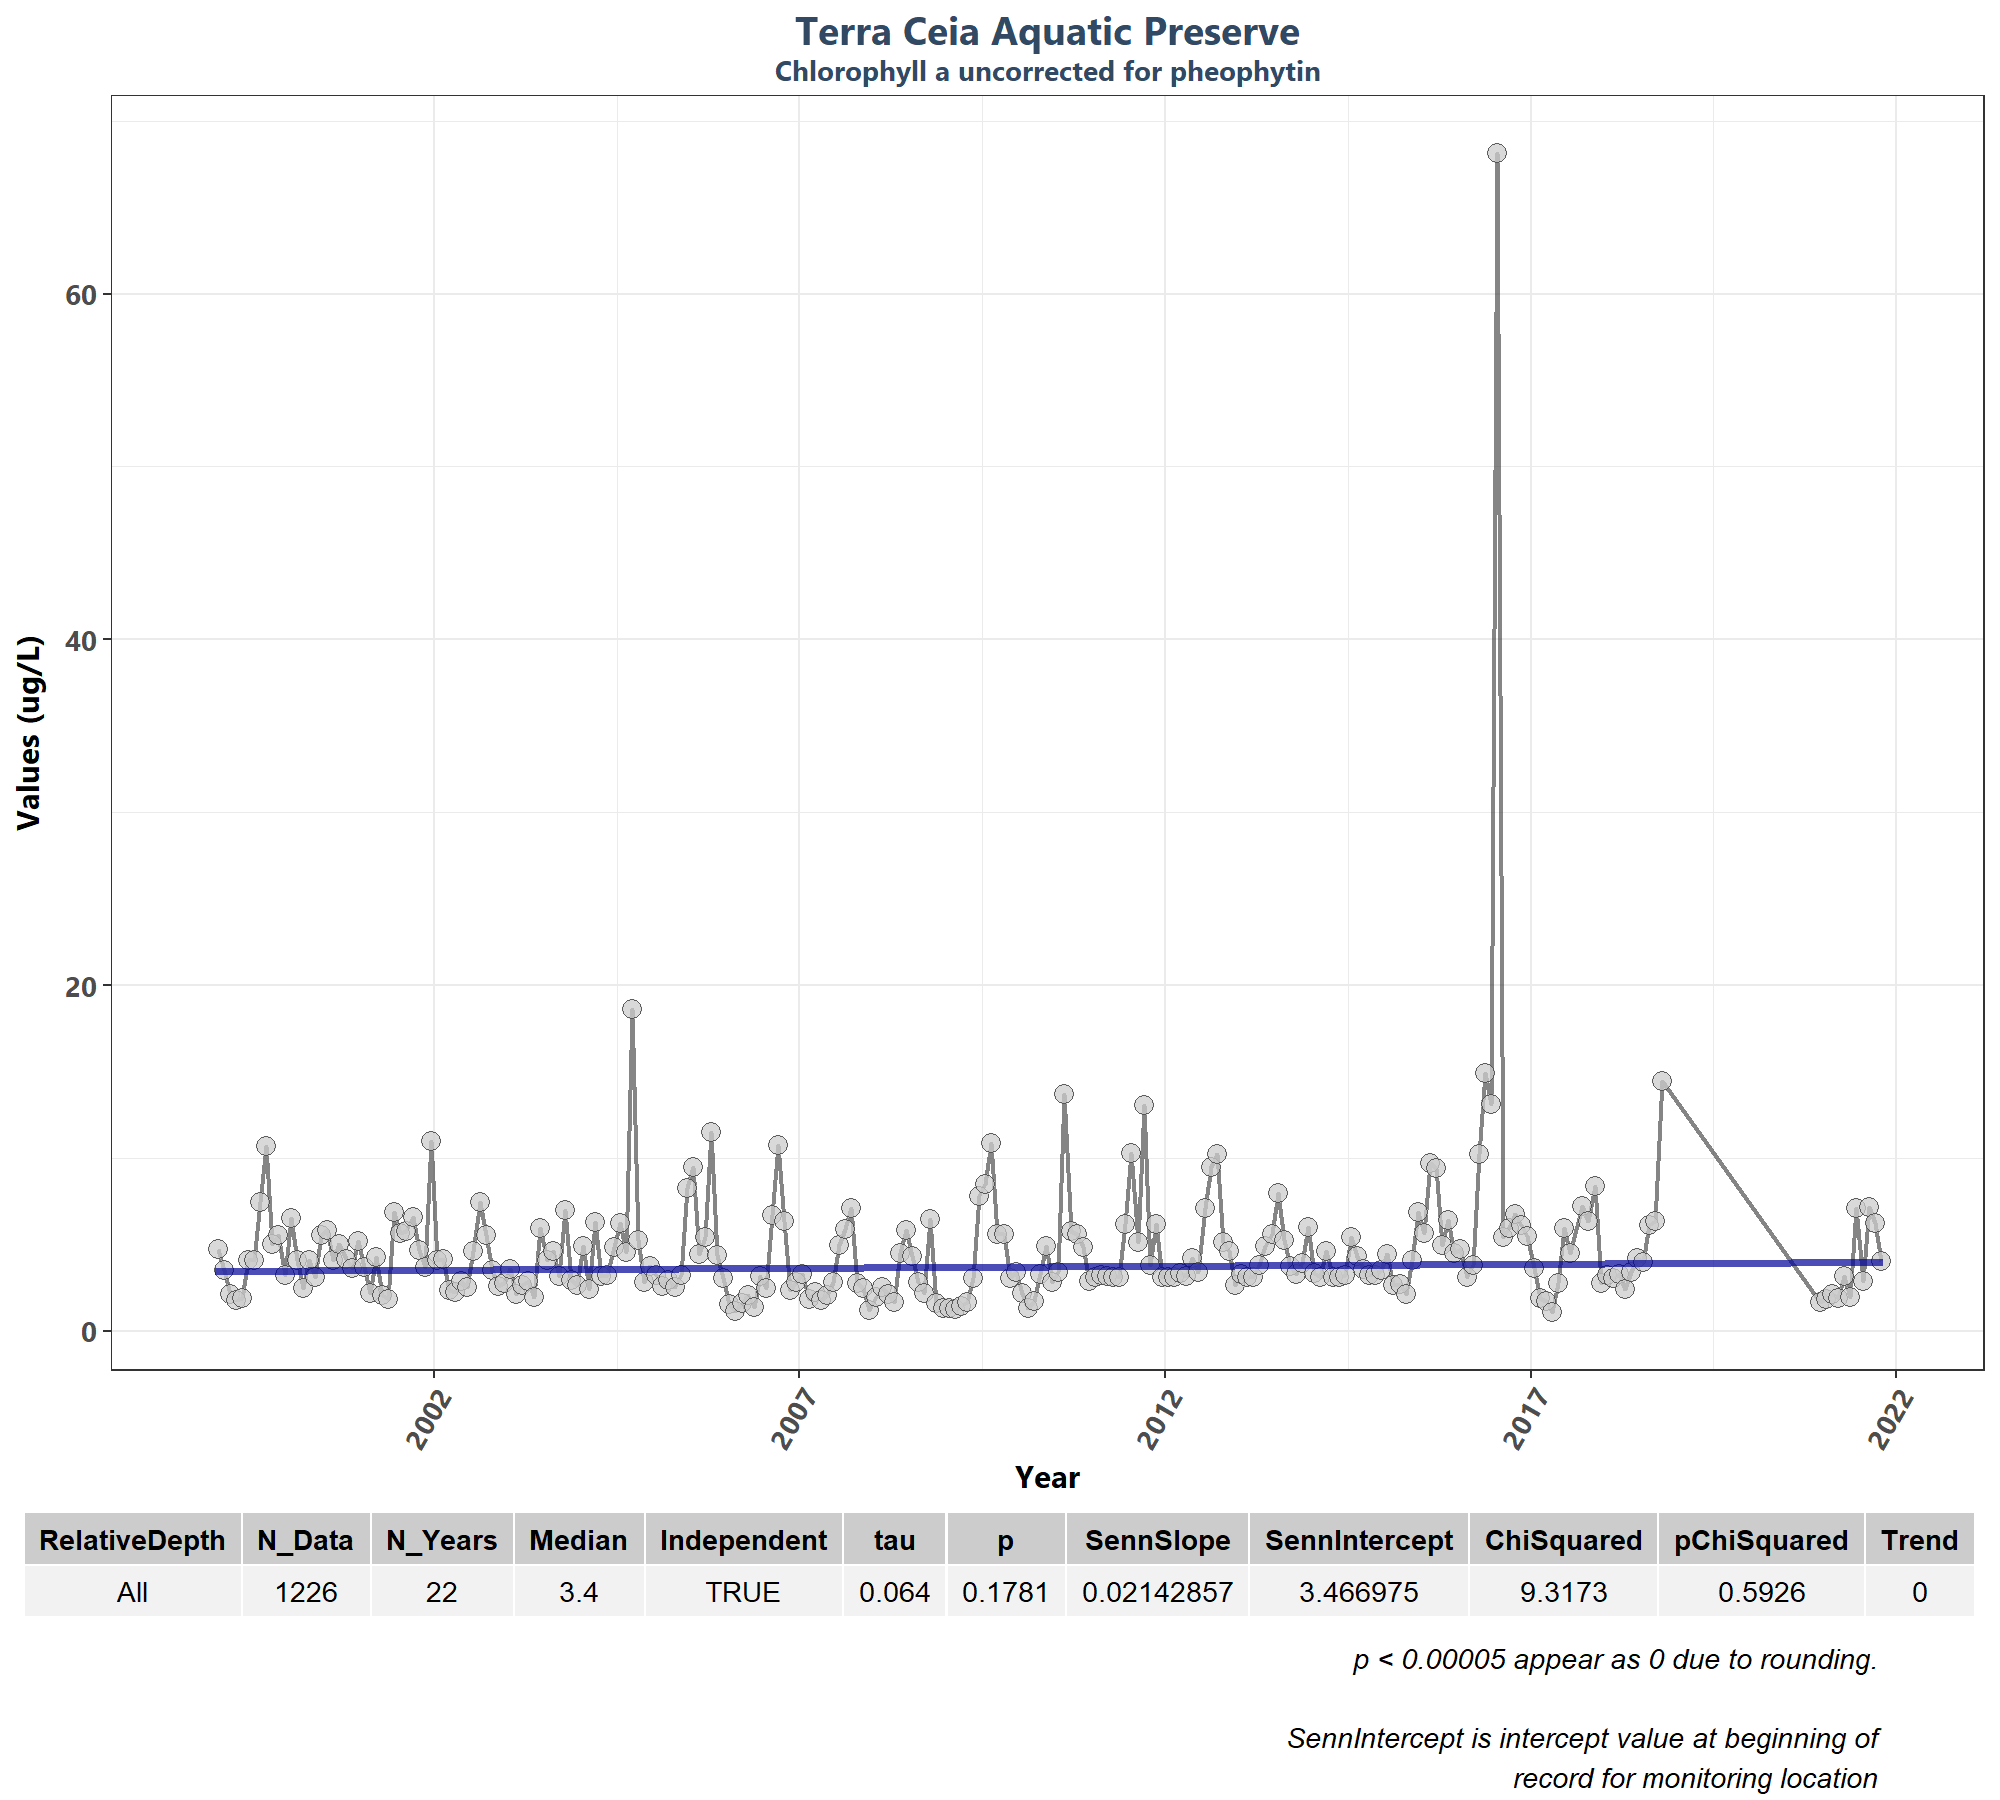 Terra Ceia Aquatic Preserve
Chlorophyll a uncorrected for pheophytin
Values (ug/L)
60
40
20
0
2002 2007 2012 2017 2022
Year
RelativeDepth N_Data N_Years Median Independent tau p SennSlope SennIntercept ChiSquared pChiSquared Trend
All 1226 22 3.4 TRUE 0.064 0.1781 0.02142857 3.466975 9.3173 0.5926 0
p < 0.00005 appear as 0 due to rounding.
SennIntercept is intercept value at beginning of
record for monitoring location